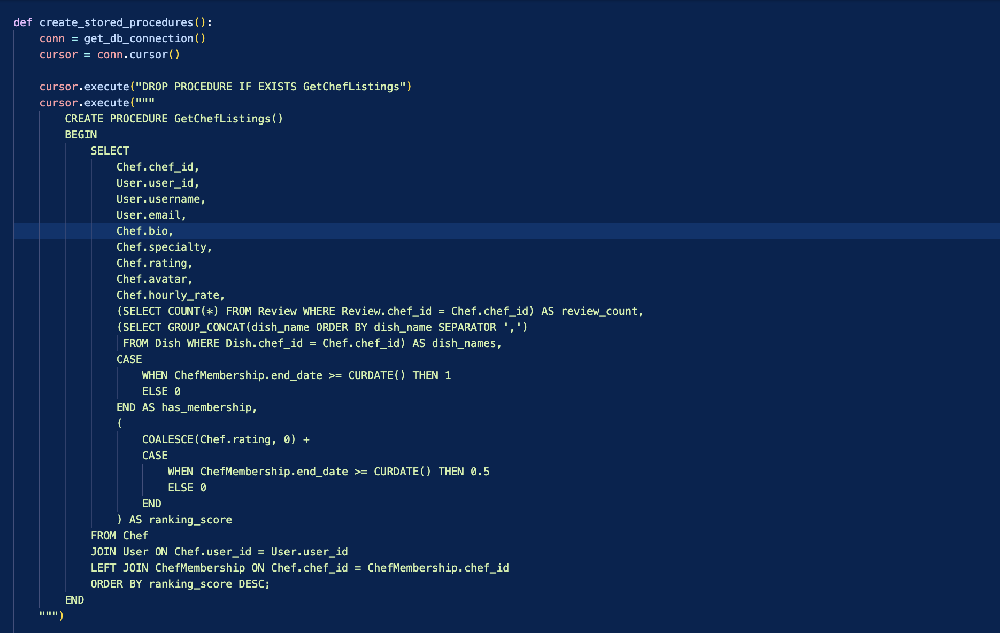 def create_stored_procedures():
    conn = get_db_connection()
    cursor = conn.cursor()

    cursor.execute("DROP PROCEDURE IF EXISTS GetChefListings")
    cursor.execute("""
        CREATE PROCEDURE GetChefListings()
        BEGIN
            SELECT
                Chef.chef_id,
                User.user_id,
                User.username,
                User.email,
                Chef.bio,
                Chef.specialty,
                Chef.rating,
                Chef.avatar,
                Chef.hourly_rate,
                (SELECT COUNT(*) FROM Review WHERE Review.chef_id = Chef.chef_id) AS review_count,
                (SELECT GROUP_CONCAT(dish_name ORDER BY dish_name SEPARATOR ',')
                 FROM Dish WHERE Dish.chef_id = Chef.chef_id) AS dish_names,
                CASE
                    WHEN ChefMembership.end_date >= CURDATE() THEN 1
                    ELSE 0
                END AS has_membership,
                (
                    COALESCE(Chef.rating, 0) +
                    CASE
                        WHEN ChefMembership.end_date >= CURDATE() THEN 0.5
                        ELSE 0
                    END
                ) AS ranking_score
            FROM Chef
            JOIN User ON Chef.user_id = User.user_id
            LEFT JOIN ChefMembership ON Chef.chef_id = ChefMembership.chef_id
            ORDER BY ranking_score DESC;
        END
    """)